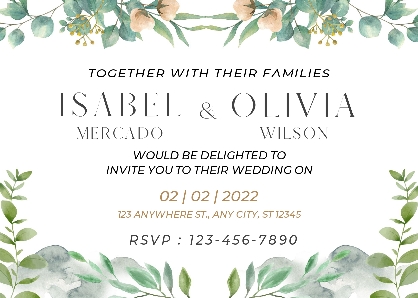 TOGETHER WITH THEIR FAMILIES
ISABEL & OLIVIA
MERCADO WILSON
WOULD BE DELIGHTED TO
INVITE YOU TO THEIR WEDDING ON
02 | 02 | 2022
123 ANYWHERE ST., ANY CITY, ST 12345
RSVP : 123-456-7890